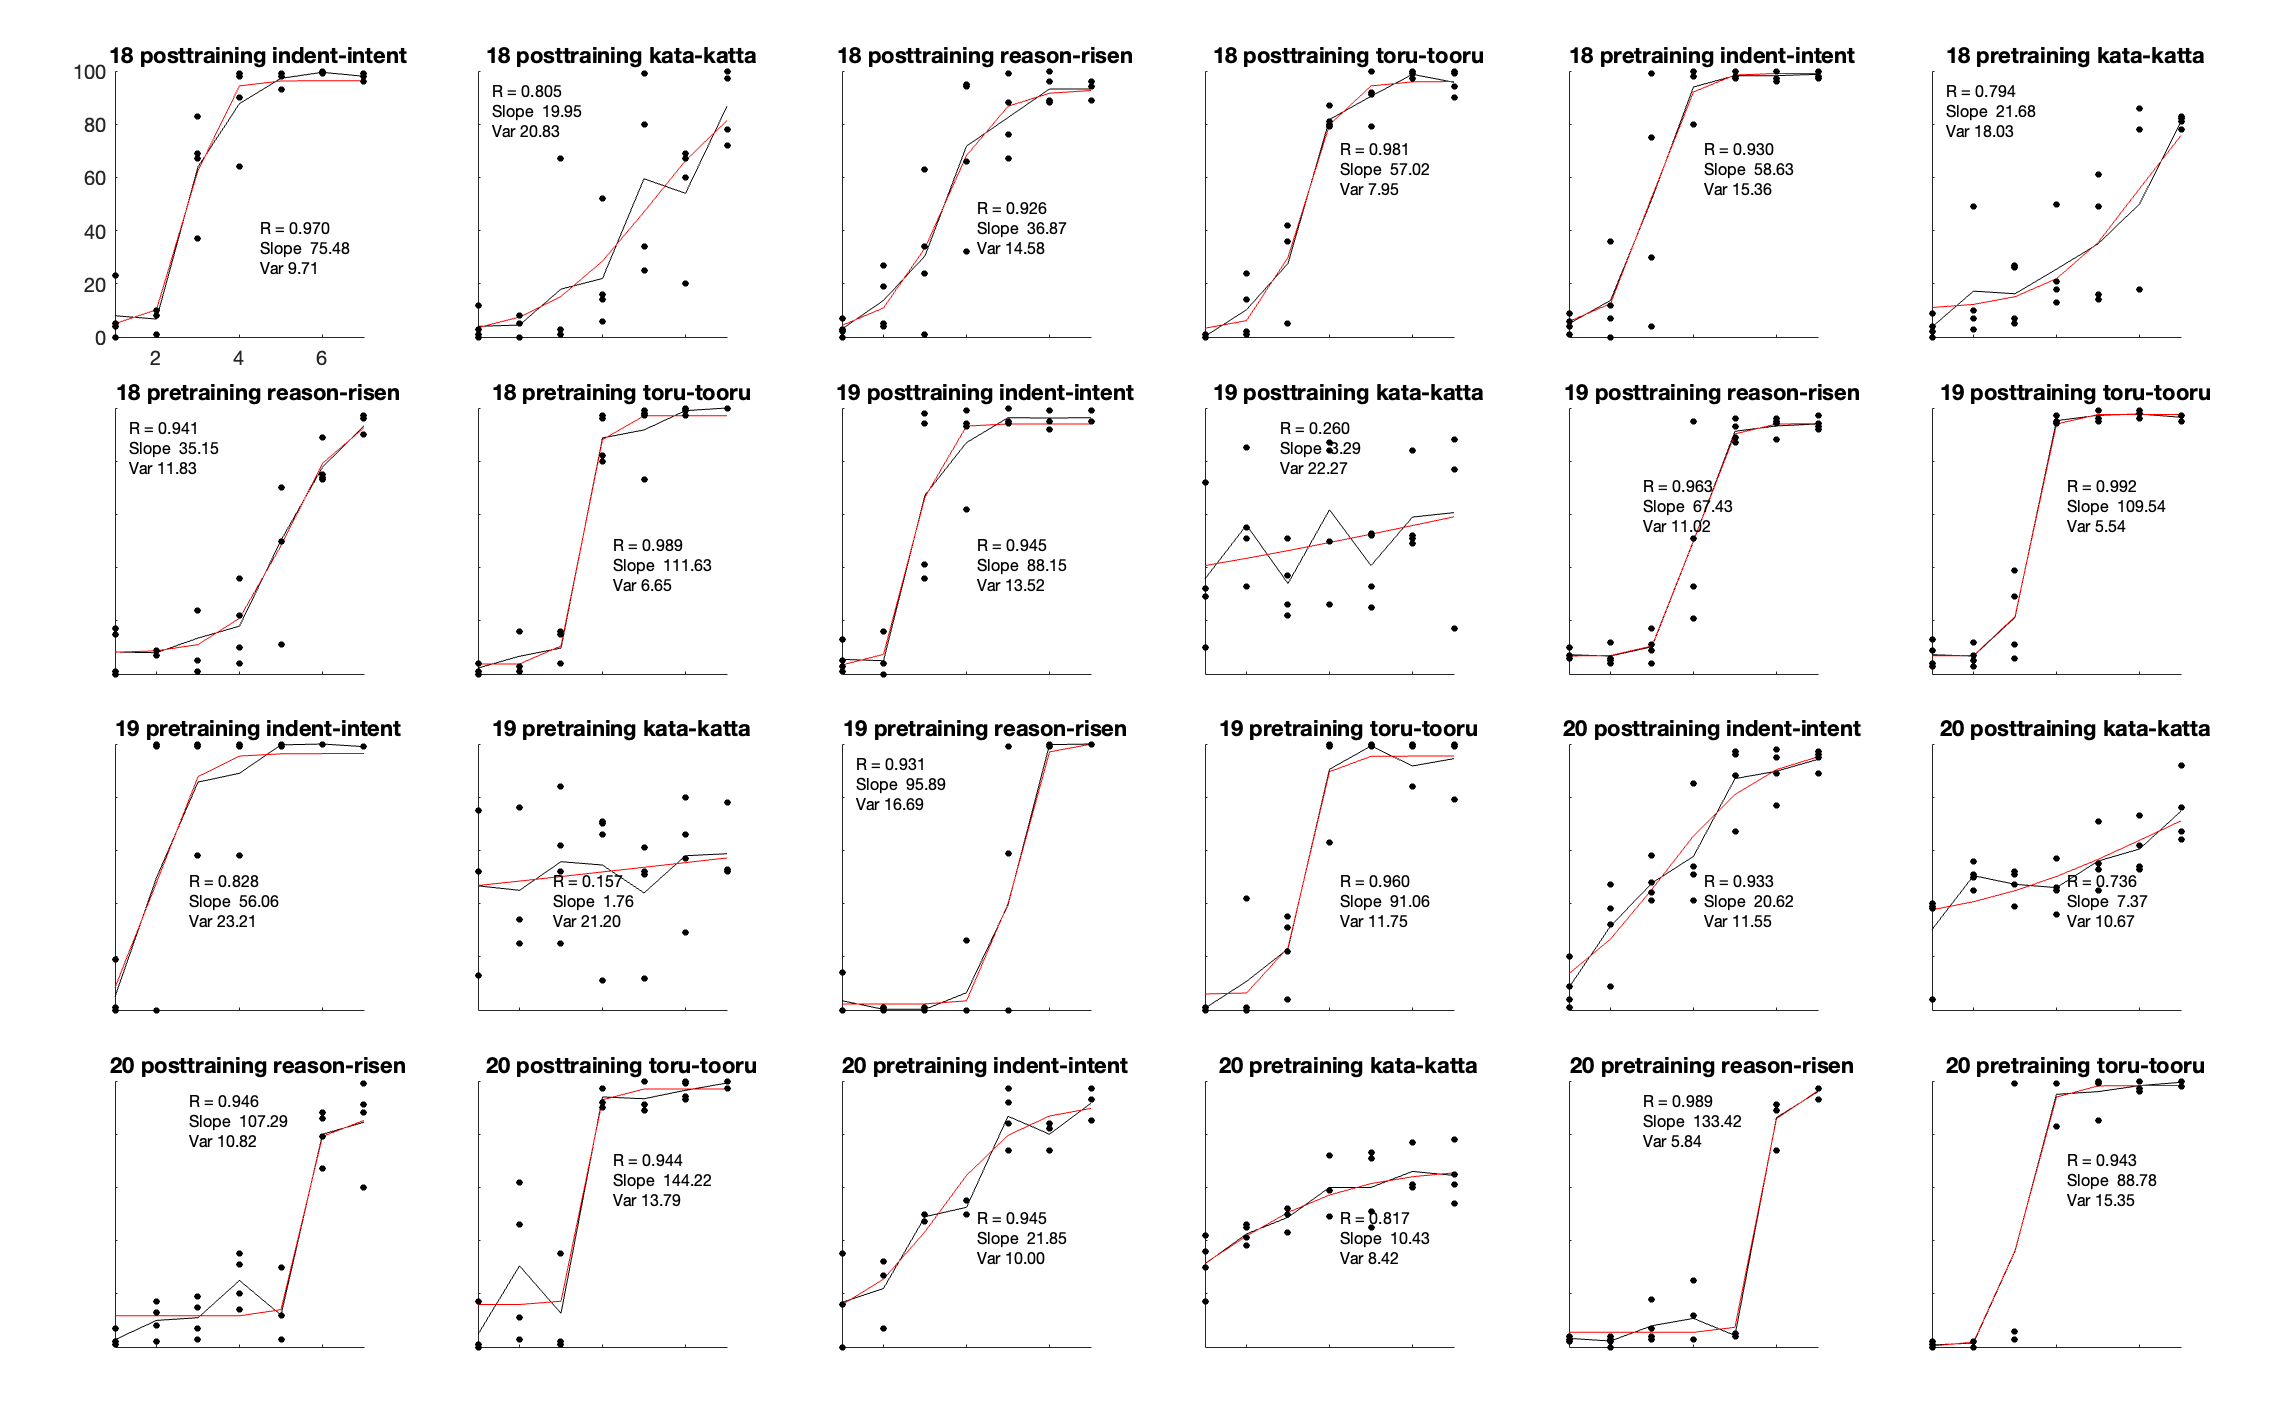 18 posttraining indent-intent
100
80
60
40
20
0
2 4 6
R = 0.970
Slope 75.48
Var 9.71
18 posttraining kata-katta
R = 0.805
Slope 19.95
Var 20.83
18 posttraining reason-risen
R = 0.926
Slope 36.87
Var 14.58
18 posttraining toru-tooru
R = 0.981
Slope 57.02
Var 7.95
18 pretraining indent-intent
R = 0.930
Slope 58.63
Var 15.36
18 pretraining kata-katta
R = 0.794
Slope 21.68
Var 18.03
18 pretraining reason-risen
R = 0.941
Slope 35.15
Var 11.83
18 pretraining toru-tooru
R = 0.989
Slope 111.63
Var 6.65
19 posttraining indent-intent
R = 0.945
Slope 88.15
Var 13.52
19 posttraining kata-katta
R = 0.260
Slope 3.29
Var 22.27
19 posttraining reason-risen
R = 0.963
Slope 67.43
Var 11.02
19 posttraining toru-tooru
R = 0.992
Slope 109.54
Var 5.54
19 pretraining indent-intent
R = 0.828
Slope 56.06
Var 23.21
19 pretraining kata-katta
R = 0.157
Slope 1.76
Var 21.20
19 pretraining reason-risen
R = 0.931
Slope 95.89
Var 16.69
19 pretraining toru-tooru
R = 0.960
Slope 91.06
Var 11.75
20 posttraining indent-intent
R = 0.933
Slope 20.62
Var 11.55
20 posttraining kata-katta
R = 0.736
Slope 7.37
Var 10.67
20 posttraining reason-risen
R = 0.946
Slope 107.29
Var 10.82
20 posttraining toru-tooru
R = 0.944
Slope 144.22
Var 13.79
20 pretraining indent-intent
R = 0.945
Slope 21.85
Var 10.00
20 pretraining kata-katta
R = 0.817
Slope 10.43
Var 8.42
20 pretraining reason-risen
R = 0.989
Slope 133.42
Var 5.84
20 pretraining toru-tooru
R = 0.943
Slope 88.78
Var 15.35